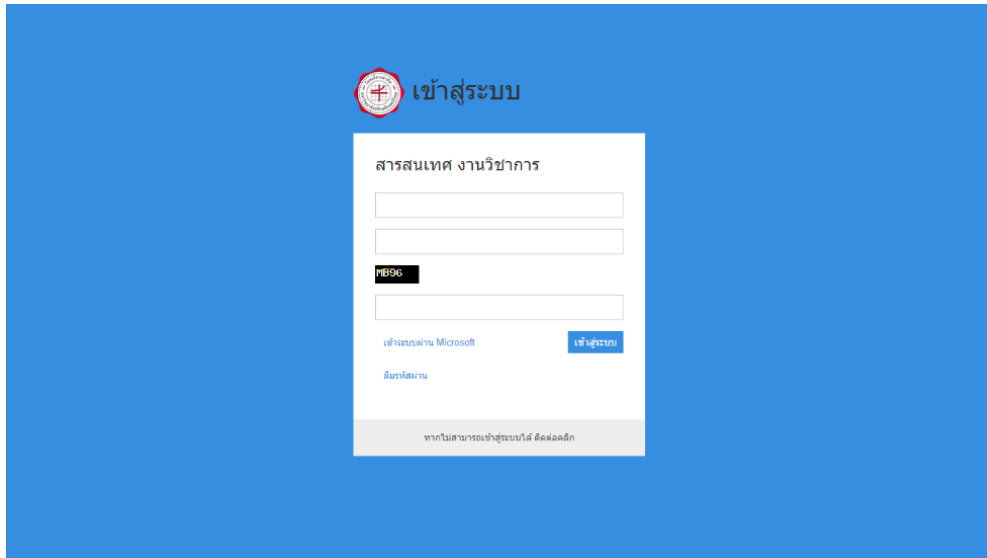 เข้าสู่ระบบ
สารสนเทศ งานวิชาการ
MB96
เข้าระบบผ่าน Microsoft
เข้าสู่ระบบ
ลืมรหัสผ่าน
หากไม่สามารถเข้าสู่ระบบได้ ติดต่อคลิก